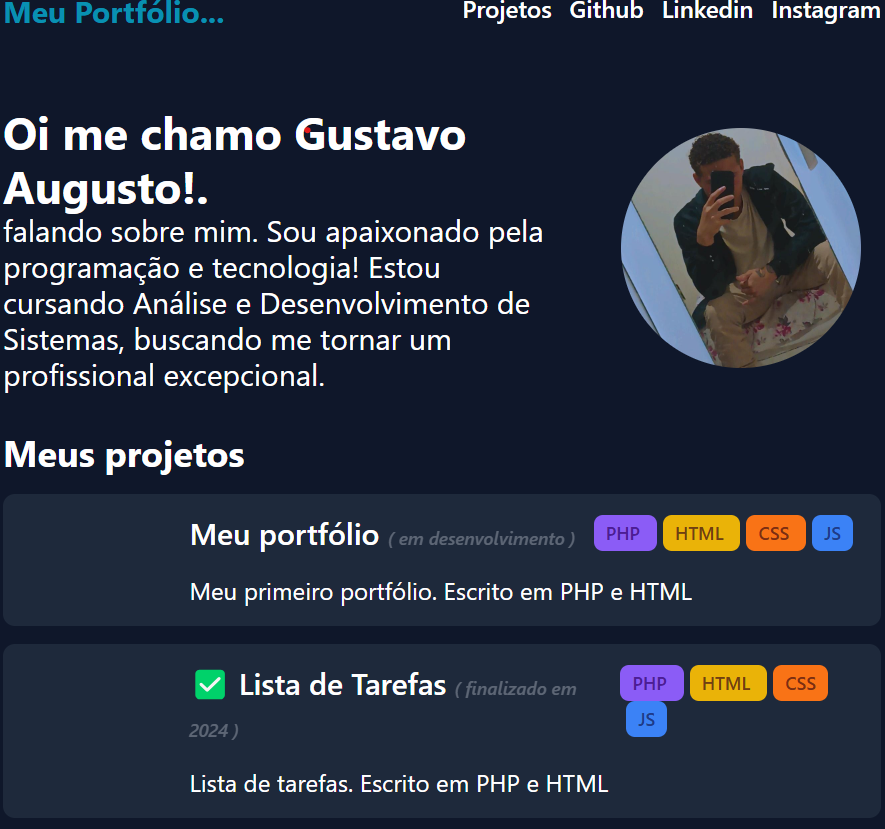 Meu Portfólio...
Projetos Github Linkedin Instagram
Oi me chamo Gustavo
Augusto!.
falando sobre mim. Sou apaixonado pela
programação e tecnologia! Estou
cursando Análise e Desenvolvimento de
Sistemas, buscando me tornar um
profissional excepcional.
Meus projetos
Meu portfólio ( em desenvolvimento ) PHP HTML CSS JS
Meu primeiro portfólio. Escrito em PHP e HTML
✅ Lista de Tarefas ( finalizado em
2024 )
PHP HTML CSS
JS
Lista de tarefas. Escrito em PHP e HTML